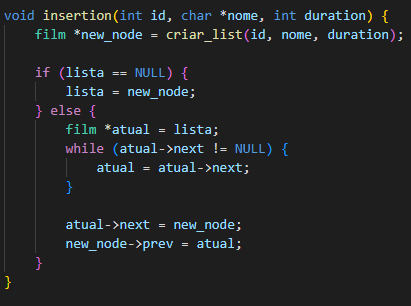 void insertion(int id, char *nome, int duration) {
    film *new_node = criar_list(id, nome, duration);

    if (lista == NULL) {
        lista = new_node;
    } else {
        film *atual = lista;
        while (atual->next != NULL) {
            atual = atual->next;
        }

        atual->next = new_node;
        new_node->prev = atual;
    }
}